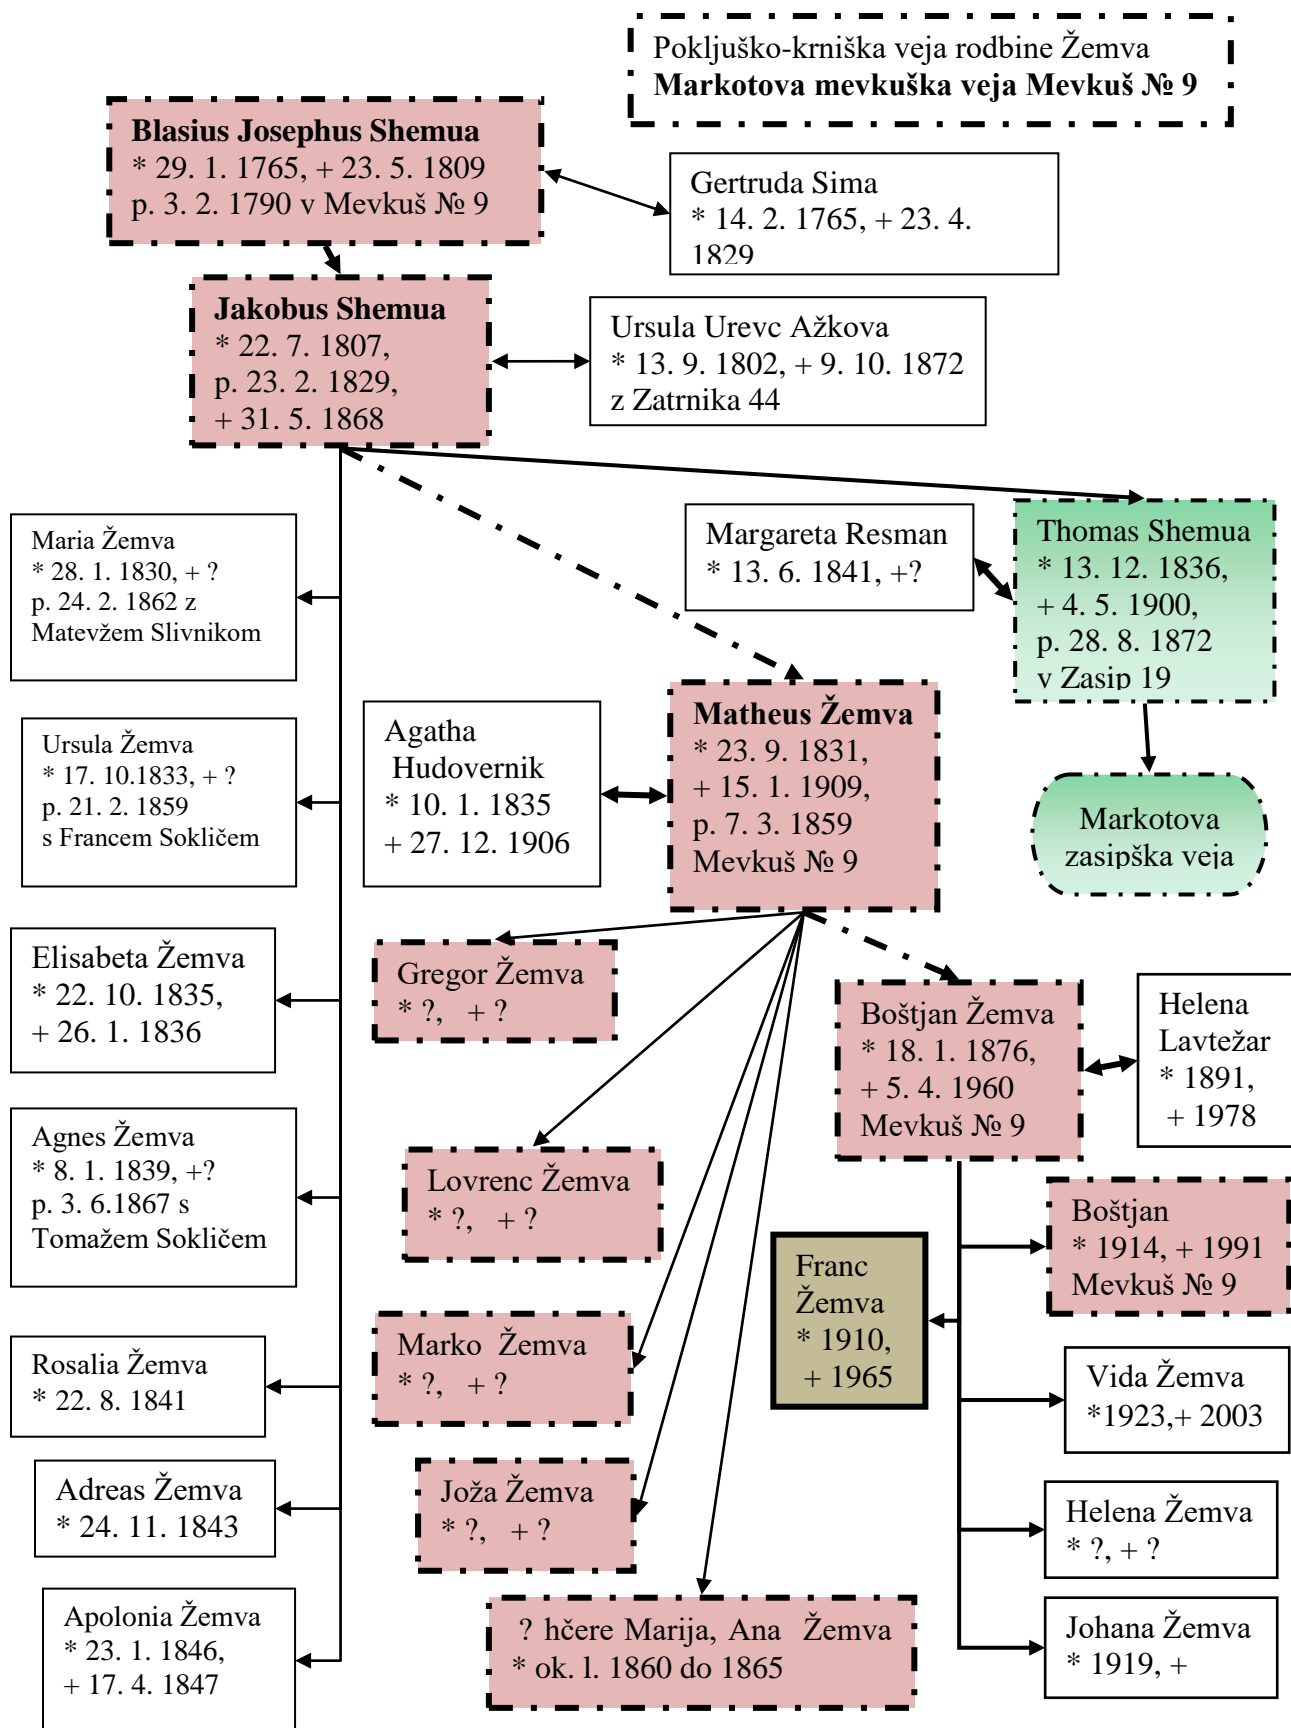 Pokljuško-krniška veja rodbine Žemva
Markotova mevkuška veja Mevkuš № 9
Blasius Josephus Shemua
* 29. 1. 1765, + 23. 5. 1809
p. 3. 2. 1790 v Mevkuš № 9
Gertruda Sima
* 14. 2. 1765, + 23. 4.
1829
Jakobus Shemua
* 22. 7. 1807,
p. 23. 2. 1829,
+ 31. 5. 1868
Ursula Urevc Ažkova
* 13. 9. 1802, + 9. 10. 1872
z Zatrnika 44
Maria Žemva
* 28. 1. 1830, + ?
p. 24. 2. 1862 z
Matevžem Slivnikom
Margareta Resman
* 13. 6. 1841, +?
Thomas Shemua
* 13. 12. 1836,
+ 4. 5. 1900,
p. 28. 8. 1872
v Zasip 19
Ursula Žemva
* 17. 10.1833, + ?
p. 21. 2. 1859
s Francem Sokličem
Agatha
Hudovernik
* 10. 1. 1835
+ 27. 12. 1906
Matheus Žemva
* 23. 9. 1831,
+ 15. 1. 1909,
p. 7. 3. 1859
Mevkuš № 9
Markotova
zasipška veja
Elisabeta Žemva
* 22. 10. 1835,
+ 26. 1. 1836
Gregor Žemva
* ?, + ?
Boštjan Žemva
* 18. 1. 1876,
+ 5. 4. 1960
Mevkuš № 9
Helena
Lavtežar
* 1891,
+ 1978
Agnes Žemva
* 8. 1. 1839, +?
p. 3. 6.1867 s
Tomažem Sokličem
Lovrenc Žemva
* ?, + ?
Boštjan
* 1914, + 1991
Mevkuš № 9
Franc
Žemva
* 1910,
+ 1965
Rosalia Žemva
* 22. 8. 1841
Marko Žemva
* ?, + ?
Vida Žemva
*1923,+ 2003
Adreas Žemva
* 24. 11. 1843
Joža Žemva
* ?, + ?
Helena Žemva
* ?, + ?
Apolonia Žemva
* 23. 1. 1846,
+ 17. 4. 1847
? hčere Marija, Ana Žemva
* ok. l. 1860 do 1865
Johana Žemva
* 1919, +